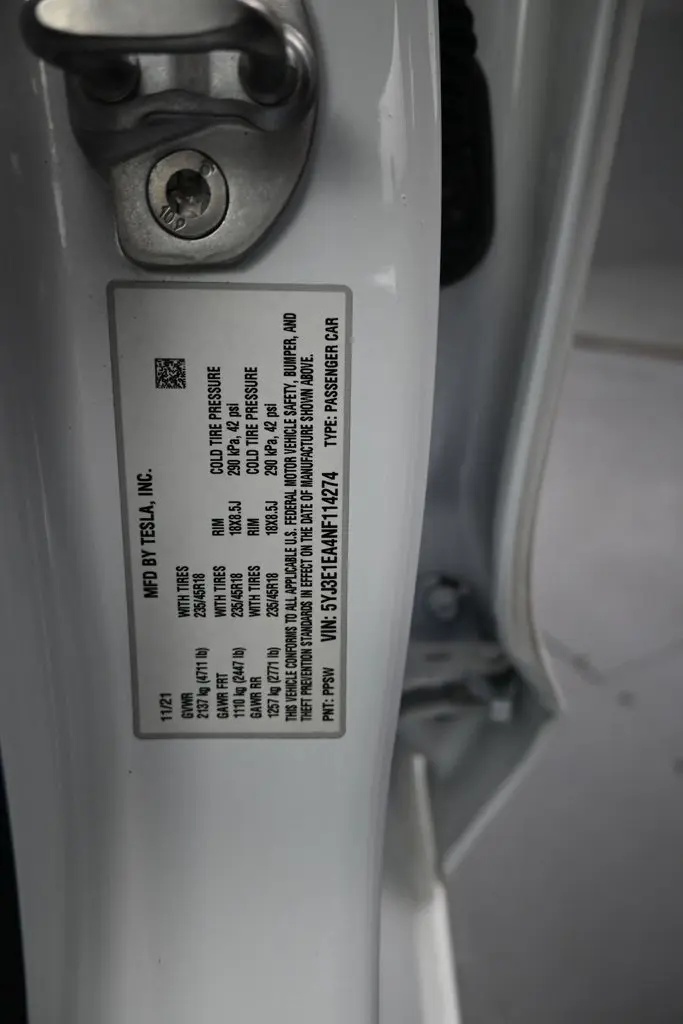 MFD BY TESLA, INC.
11/21
GVWR WITH TIRES
2137 kg (4711 lb) 235/45R18
GAWR FRT WITH TIRES RIM COLD TIRE PRESSURE
1110 kg (2447 lb) 235/45R18 18X8.5J 290 kPa, 42 psi
GAWR RR WITH TIRES RIM COLD TIRE PRESSURE
1257 kg (2771 lb) 235/45R18 18X8.5J 290 kPa, 42 psi
THIS VEHICLE CONFORMS TO ALL APPLICABLE U.S. FEDERAL MOTOR VEHICLE SAFETY, BUMPER, AND
THEFT PREVENTION STANDARDS IN EFFECT ON THE DATE OF MANUFACTURE SHOWN ABOVE.
PNT: PPSW VIN: 5YJ3E1EA4NF114274 TYPE: PASSENGER CAR